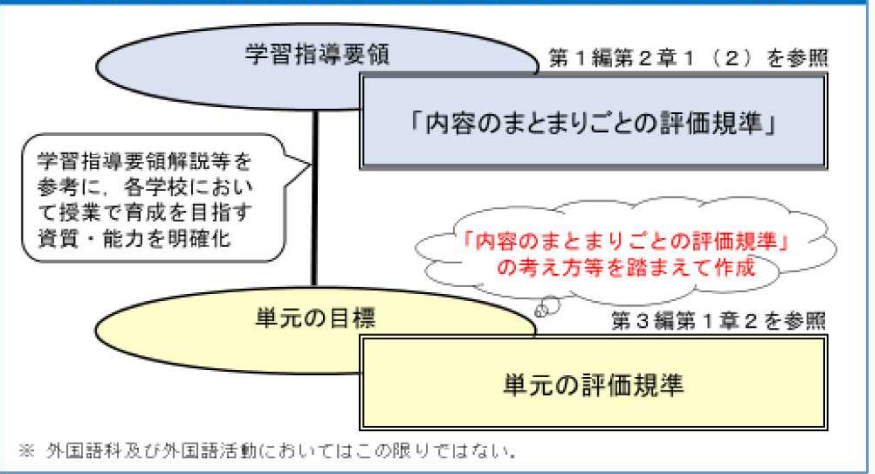 学習指導要領
第1編第2章1(2)を参照
「内容のまとまりごとの評価規準」
学習指導要領解説等を
参考に，各学校におい
て授業で育成を目指す
資質・能力を明確化
「内容のまとまりごとの評価規準」
の考え方等を踏まえて作成
単元の目標
第3編第1章2を参照
単元の評価規準
※ 外国語科及び外国語活動においてはこの限りではない。